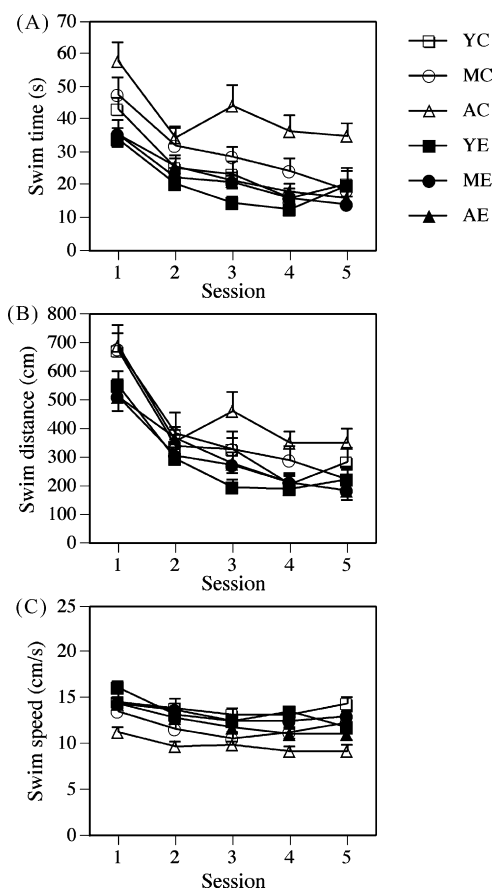 (A)
70
60
50
40
30
20
10
0
Swim time (s)
1 2 3 4 5
Session
YC
MC
AC
YE
ME
AE
(B)
800
700
600
500
400
300
200
100
0
Swim distance (cm)
1 2 3 4 5
Session
(C)
25
20
15
10
5
0
Swim speed (cm/s)
1 2 3 4 5
Session